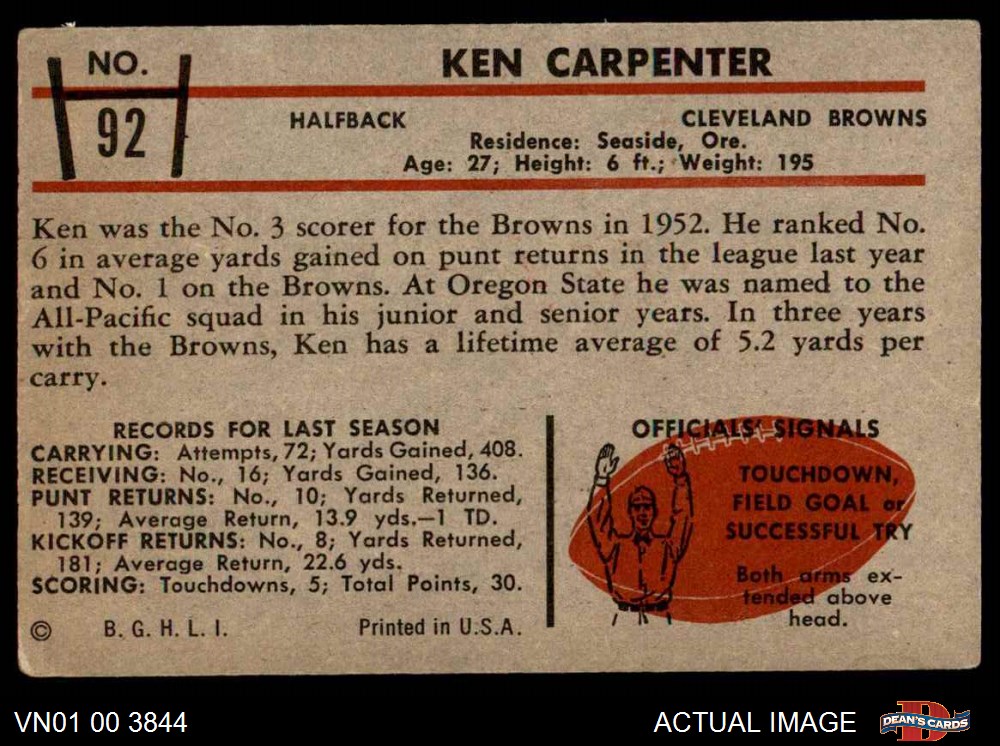 NO.
92
KEN CARPENTER
HALFBACK CLEVELAND BROWNS
Residence: Seaside, Ore.
Age: 27; Height: 6 ft.; Weight: 195
Ken was the No. 3 scorer for the Browns in 1952. He ranked No.
6 in average yards gained on punt returns in the league last year
and No. 1 on the Browns. At Oregon State he was named to the
All-Pacific squad in his junior and senior years. In three years
with the Browns, Ken has a lifetime average of 5.2 yards per
carry.
RECORDS FOR LAST SEASON
CARRYING: Attempts, 72; Yards Gained, 408.
RECEIVING: No., 16; Yards Gained, 136.
PUNT RETURNS: No., 10; Yards Returned,
139; Average Return, 13.9 yds.—1 TD.
KICKOFF RETURNS: No., 8; Yards Returned,
181; Average Return, 22.6 yds.
SCORING: Touchdowns, 5; Total Points, 30.
© B. G. H. L. I. Printed in U.S.A.
OFFICIALS' SIGNALS
TOUCHDOWN,
FIELD GOAL or
SUCCESSFUL TRY
Both arms ex-
tended above
head.
VN01 00 3844 ACTUAL IMAGE DEAN'S CARDS